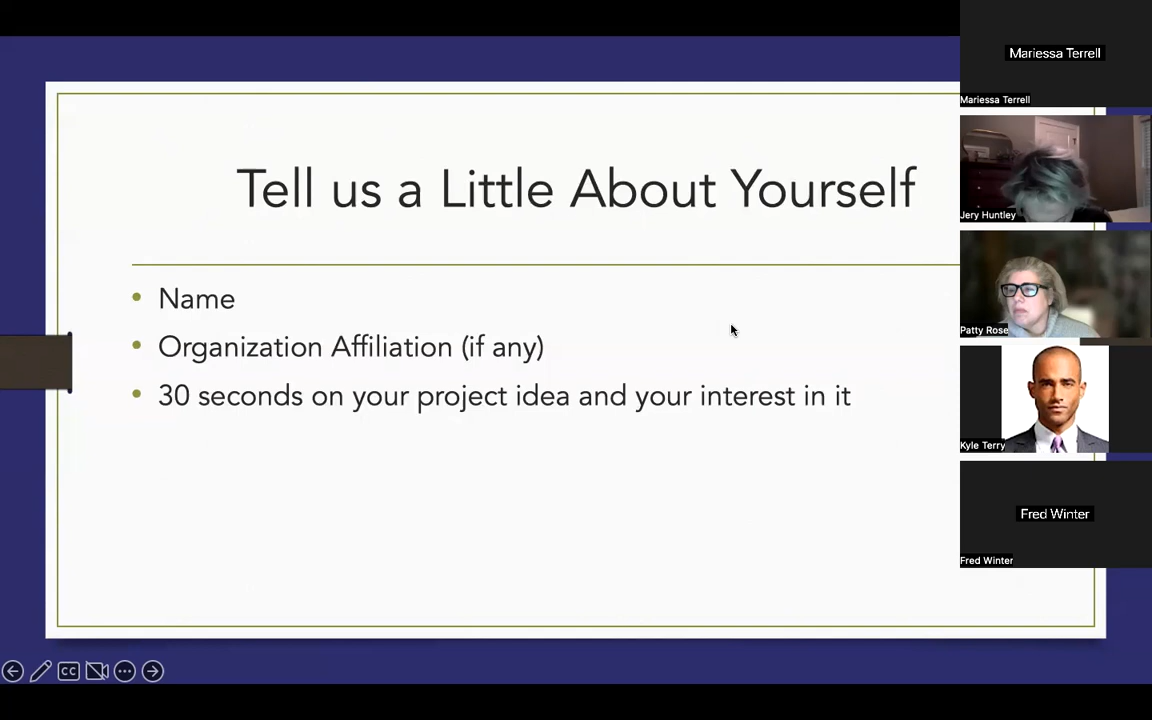 Tell us a Little About Yourself
• Name
• Organization Affiliation (if any)
• 30 seconds on your project idea and your interest in it
Mariessa Terrell
Mariessa Terrell
Jery Huntley
Patty Rose
Kyle Terry
Fred Winter
Fred Winter
CC